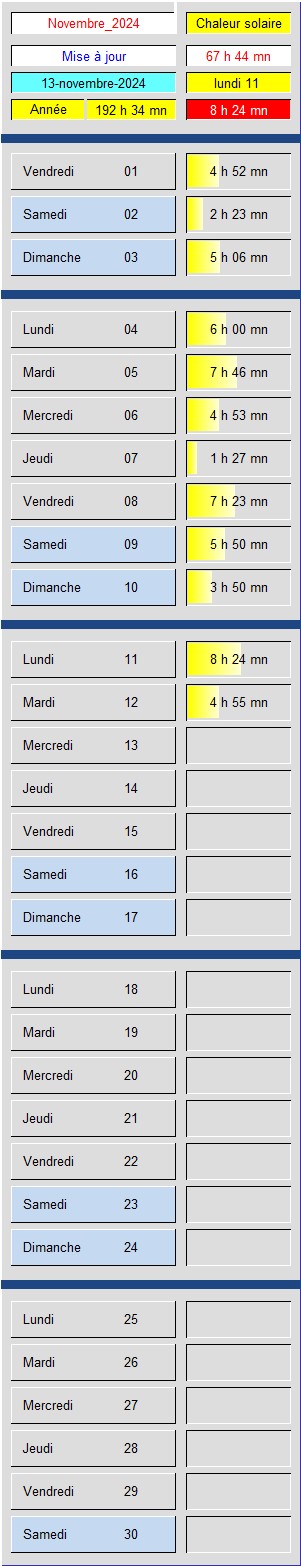 Novembre_2024 Chaleur solaire
Mise à jour 67 h 44 mn
13-novembre-2024 lundi 11
Année 192 h 34 mn 8 h 24 mn
Vendredi 01 4 h 52 mn
Samedi 02 2 h 23 mn
Dimanche 03 5 h 06 mn
Lundi 04 6 h 00 mn
Mardi 05 7 h 46 mn
Mercredi 06 4 h 53 mn
Jeudi 07 1 h 27 mn
Vendredi 08 7 h 23 mn
Samedi 09 5 h 50 mn
Dimanche 10 3 h 50 mn
Lundi 11 8 h 24 mn
Mardi 12 4 h 55 mn
Mercredi 13
Jeudi 14
Vendredi 15
Samedi 16
Dimanche 17
Lundi 18
Mardi 19
Mercredi 20
Jeudi 21
Vendredi 22
Samedi 23
Dimanche 24
Lundi 25
Mardi 26
Mercredi 27
Jeudi 28
Vendredi 29
Samedi 30